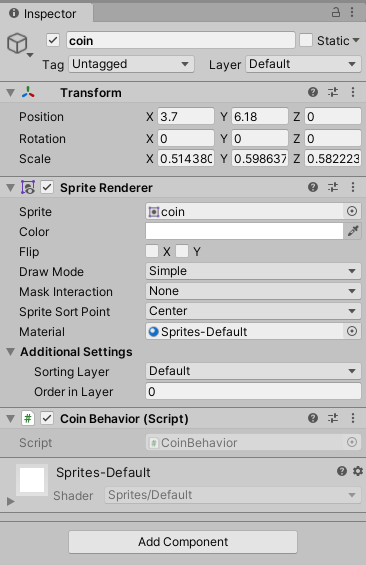 Inspector
coin Static
Tag Untagged Layer Default
Transform
Position X 3.7 Y 6.18 Z 0
Rotation X 0 Y 0 Z 0
Scale X 0.514380 Y 0.598637 Z 0.582223
Sprite Renderer
Sprite coin
Color
Flip X Y
Draw Mode Simple
Mask Interaction None
Sprite Sort Point Center
Material Sprites-Default
Additional Settings
Sorting Layer Default
Order in Layer 0
# Coin Behavior (Script)
Script # CoinBehavior
Sprites-Default
Shader Sprites/Default
Add Component